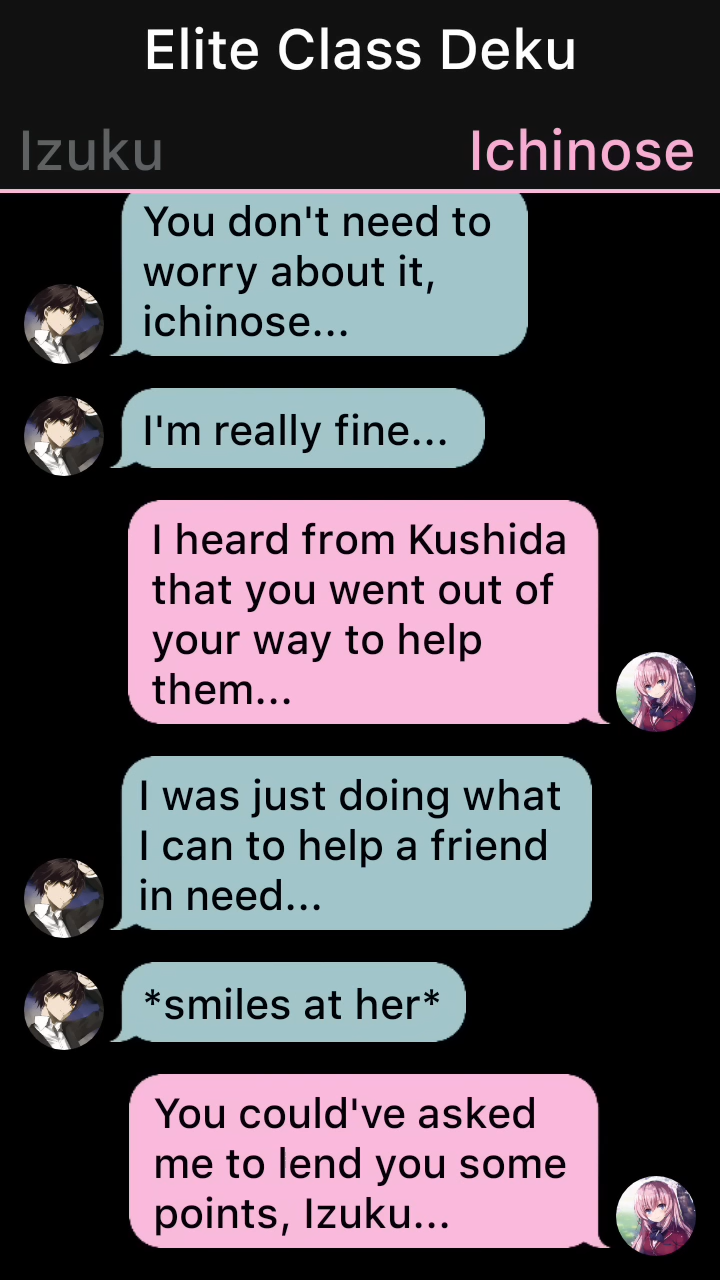 Elite Class Deku
Izuku
Ichinose
You don't need to
worry about it,
ichinose...
I'm really fine...
I heard from Kushida
that you went out of
your way to help
them...
I was just doing what
I can to help a friend
in need...
*smiles at her*
You could've asked
me to lend you some
points, Izuku...